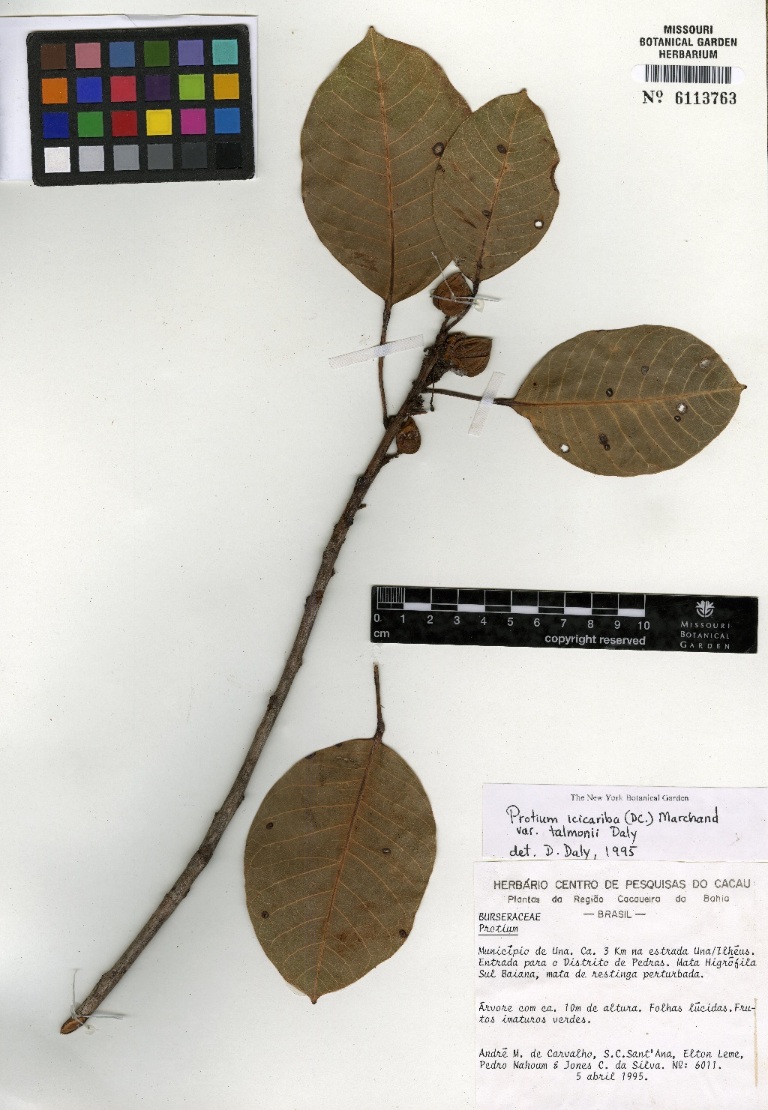 MISSOURI
BOTANICAL GARDEN
HERBARIUM
Nº 6113763
0 1 2 3 4 5 6 7 8 9 10
cm
copyright reserved
MISSOURI
BOTANICAL
GARDEN
The New York Botanical Garden
Protium icicariba (DC.) Marchand
var. talmonii Daly
det. D. Daly, 1995
HERBÁRIO CENTRO DE PESQUISAS DO CACAU
Plantas da Região Cacaueira da Bahia
— BRASIL —
BURSERACEAE
Protium
Município de Una. Ca. 3 Km na estrada Una/Ilhéus.
Entrada para o Distrito de Pedras. Mata Higrófila
Sul Baiana, mata de restinga perturbada.
Árvore com ca. 10m de altura. Folhas lúcidas.Fru-
tos imaturos verdes.
André M. de Carvalho, S.C.Sant'Ana, Elton Leme,
Pedro Nahoum & Jones C. da Silva. Nº: 6011.
5 abril 1995.